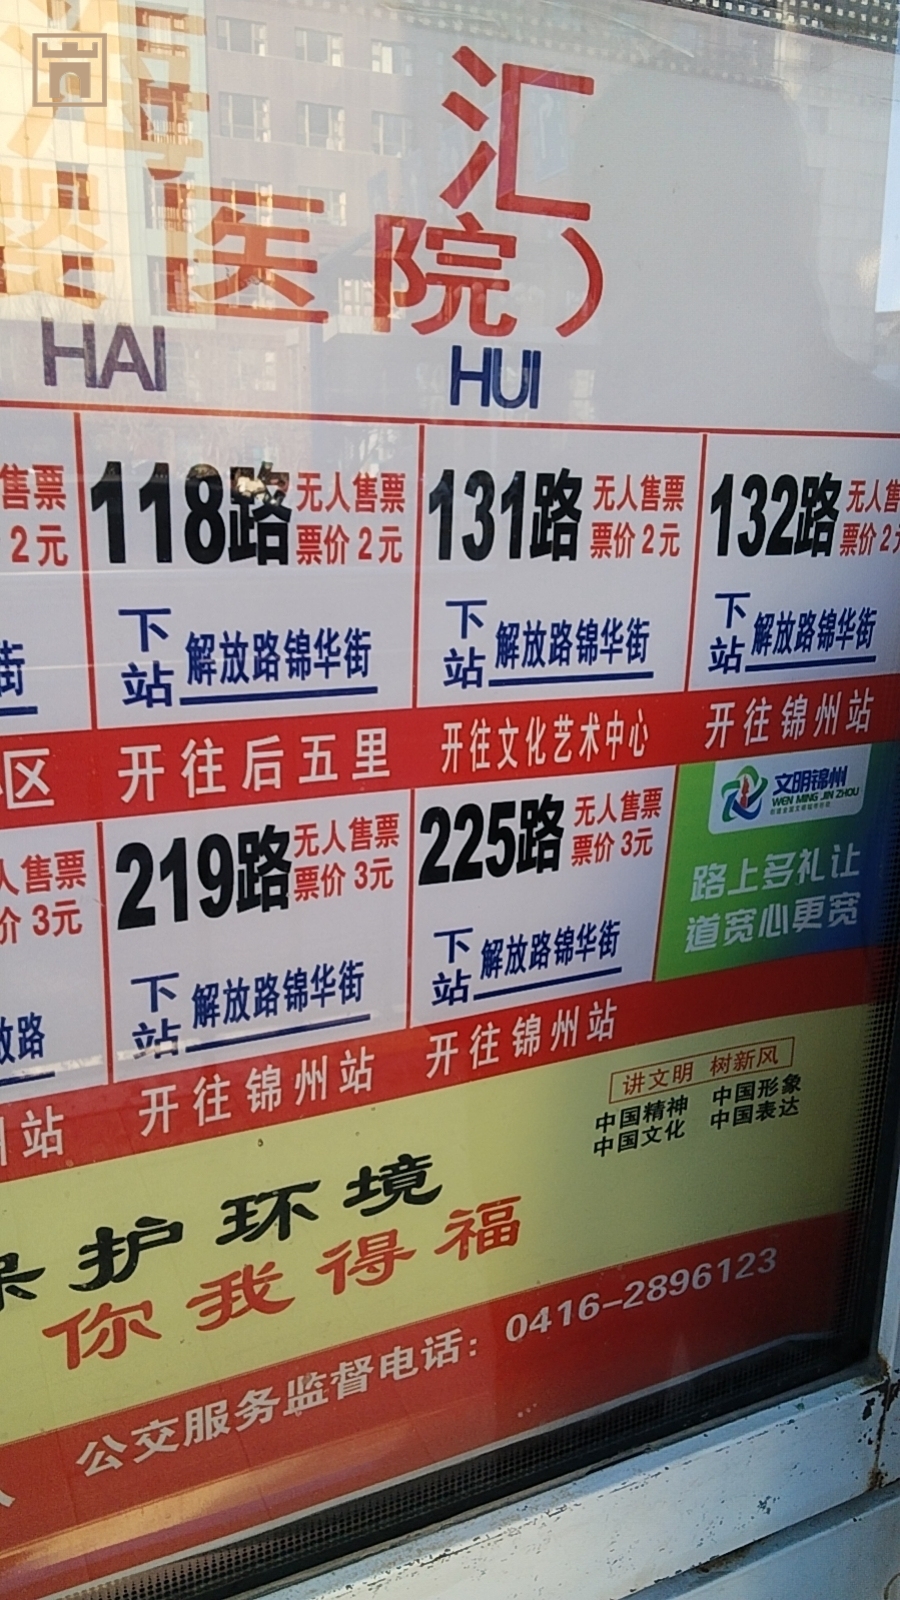 海 汇
婴医院）
HAI HUI
售票
2元
118路 无人售票
票价2元
131路 无人售票
票价2元
132路 无人售
票价2元
街
下站 解放路锦华街
下站 解放路锦华街
下站 解放路锦华街
区 开往后五里 开往文化艺术中心 开往锦州站
人售票
价 3元
219路 无人售票
票价 3元
225路 无人售票
票价 3元
文明锦州
WEN MING JIN ZHOU
路上多礼让
道宽心更宽
放路
下站 解放路锦华街
下站 解放路锦华街
州站 开往锦州站 开往锦州站
讲文明 树新风
中国精神 中国形象
中国文化 中国表达
保护环境
你我得福
公交服务监督电话：0416-2896123